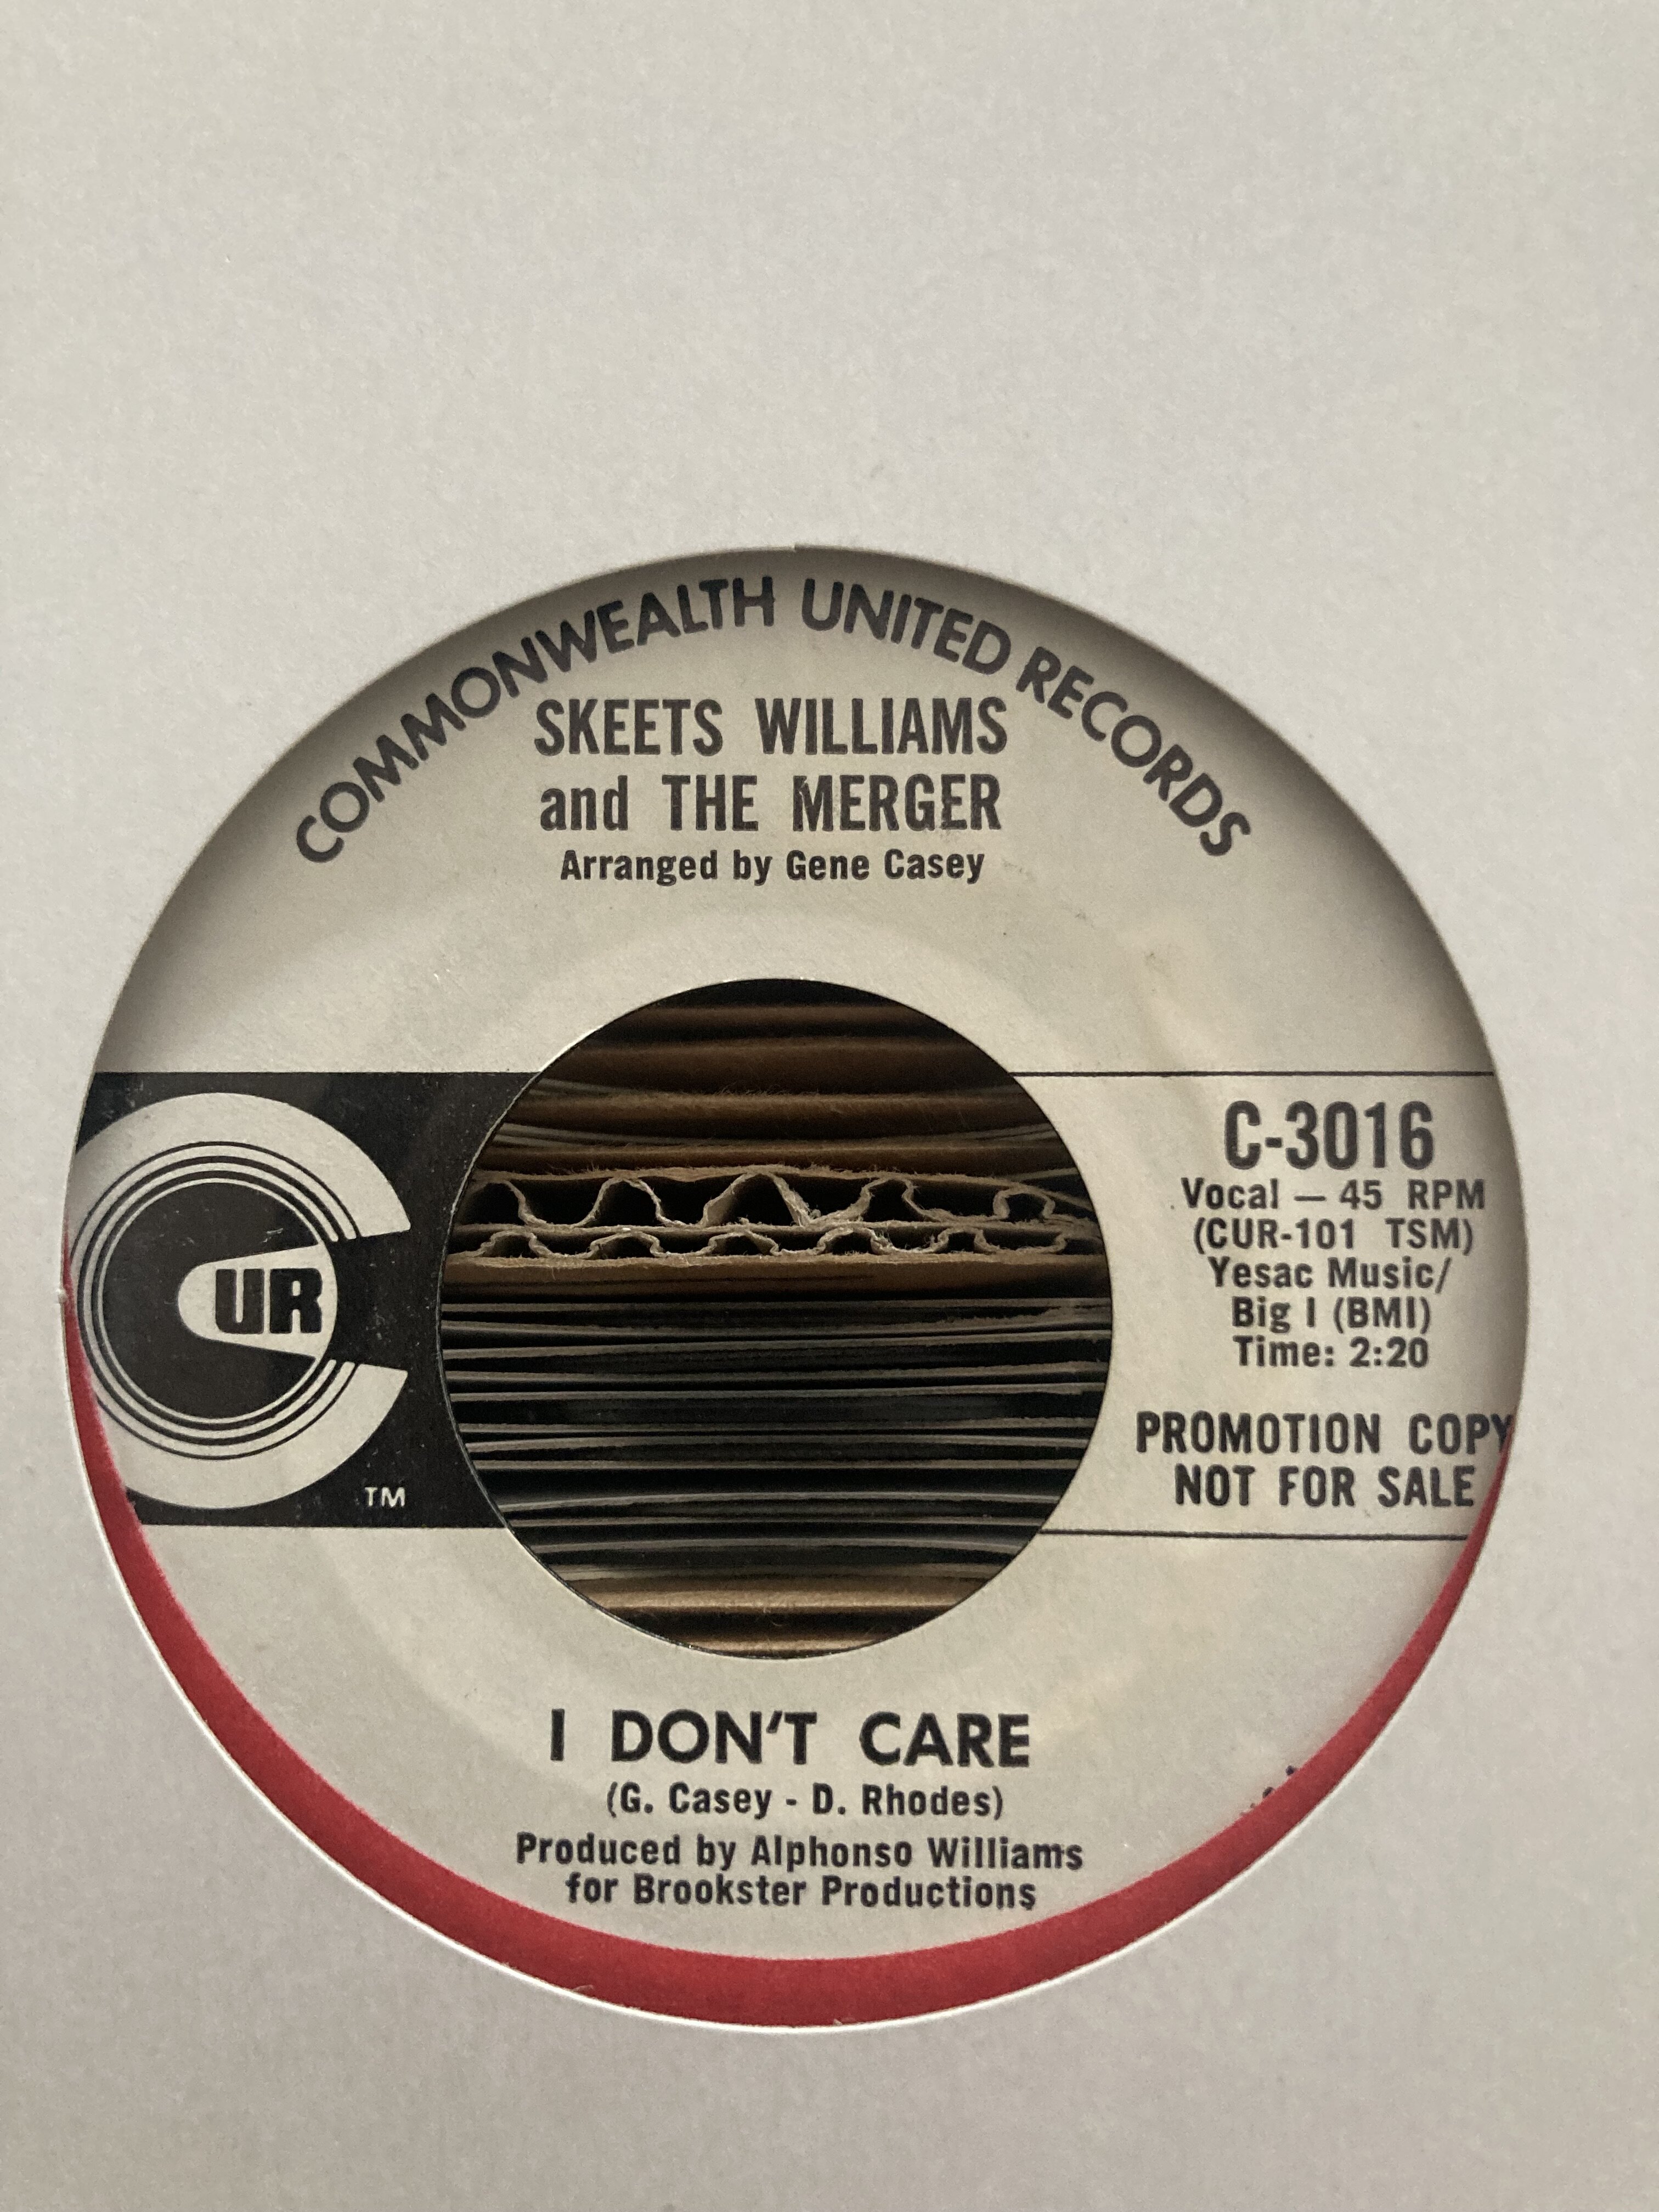 COMMONWEALTH UNITED RECORDS
SKEETS WILLIAMS
and THE MERGER
Arranged by Gene Casey
CUR
TM
C-3016
Vocal — 45 RPM
(CUR-101 TSM)
Yesac Music/
Big I (BMI)
Time: 2:20
PROMOTION COPY
NOT FOR SALE
I DON'T CARE
(G. Casey - D. Rhodes)
Produced by Alphonso Williams
for Brookster Productions